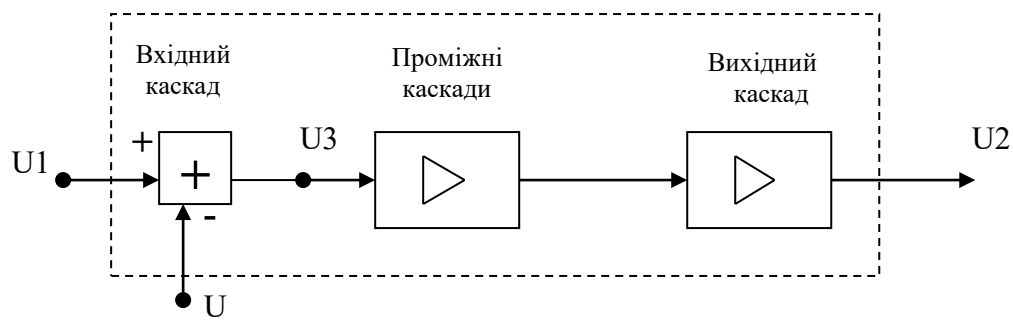 Вхідний
каскад
Проміжні
каскади
Вихідний
каскад
+
U1
+
U3
U2
-
U